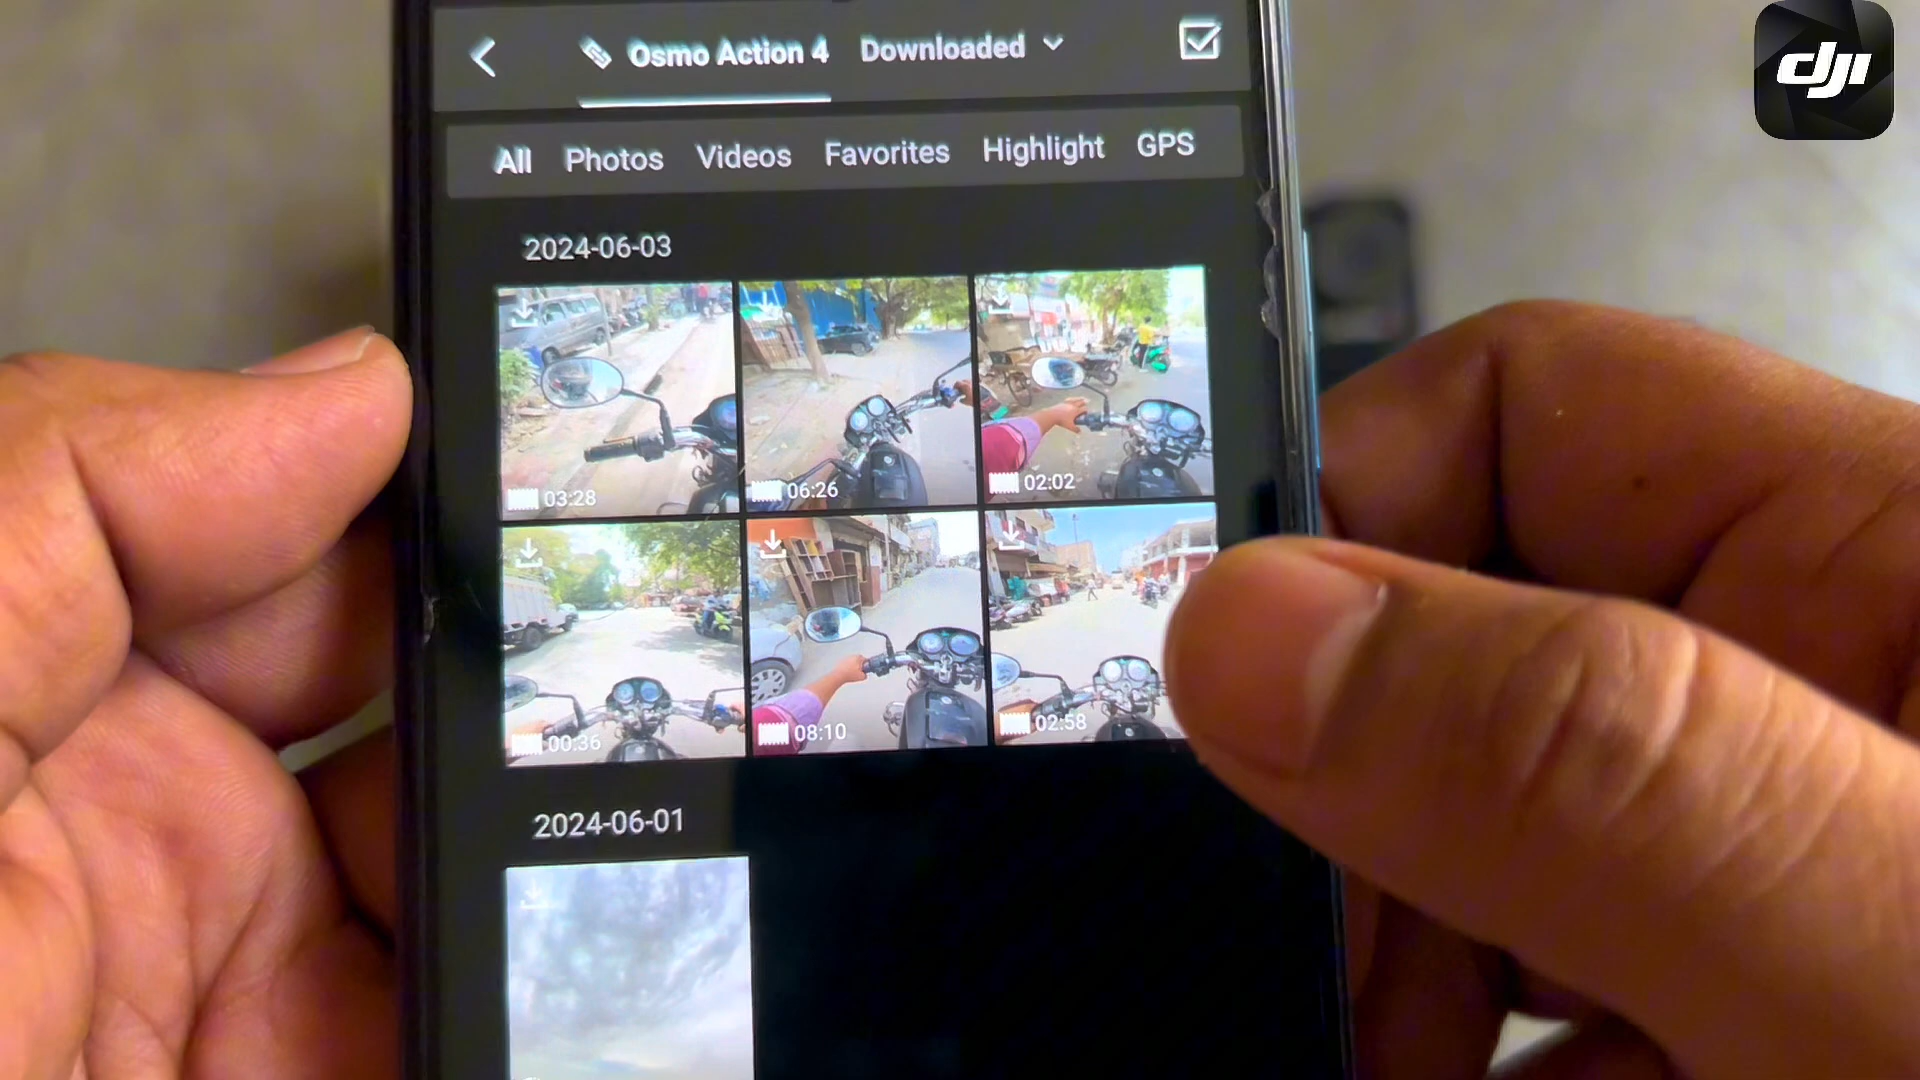 Osmo Action 4 Downloaded
All Photos Videos Favorites Highlight GPS
2024-06-03
03:28 06:26 02:02
00:36 08:10 02:58
2024-06-01
dji